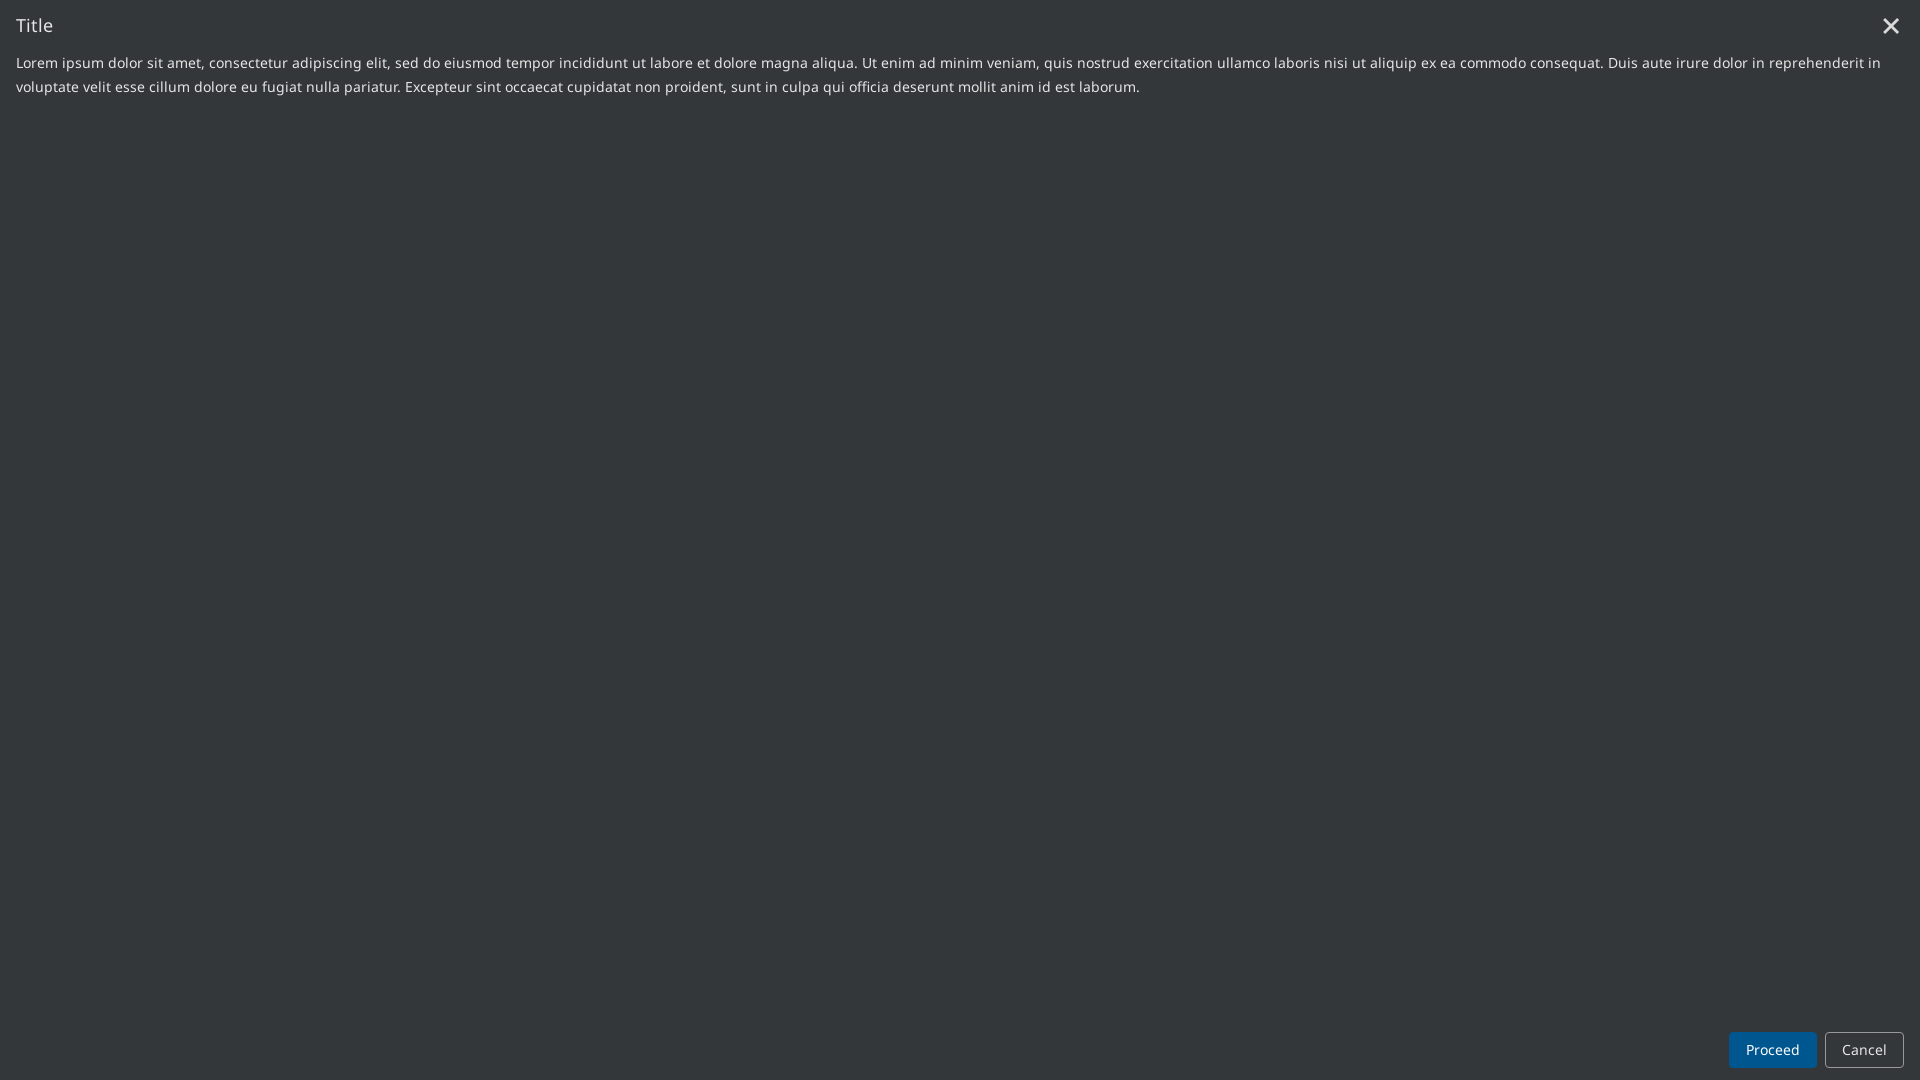 Title
Lorem ipsum dolor sit amet, consectetur adipiscing elit, sed do eiusmod tempor incididunt ut labore et dolore magna aliqua. Ut enim ad minim veniam, quis nostrud exercitation ullamco laboris nisi ut aliquip ex ea commodo consequat. Duis aute irure dolor in reprehenderit in
voluptate velit esse cillum dolore eu fugiat nulla pariatur. Excepteur sint occaecat cupidatat non proident, sunt in culpa qui officia deserunt mollit anim id est laborum.
Proceed
Cancel